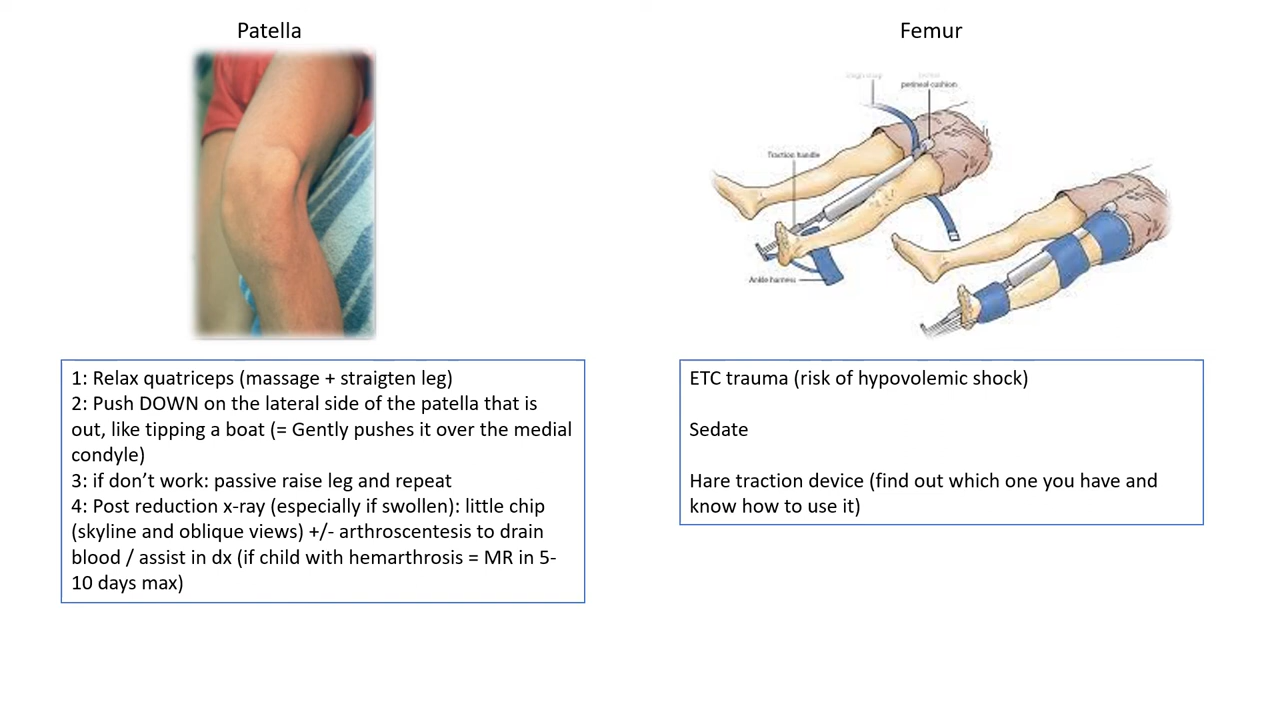 Patella
Femur
perineal cushion
Traction handle
Ankle harness
1: Relax quatriceps (massage + straigten leg)
2: Push DOWN on the lateral side of the patella that is
out, like tipping a boat (= Gently pushes it over the medial
condyle)
3: if don’t work: passive raise leg and repeat
4: Post reduction x-ray (especially if swollen): little chip
(skyline and oblique views) +/- arthroscentesis to drain
blood / assist in dx (if child with hemarthrosis = MR in 5-
10 days max)
ETC trauma (risk of hypovolemic shock)
Sedate
Hare traction device (find out which one you have and
know how to use it)